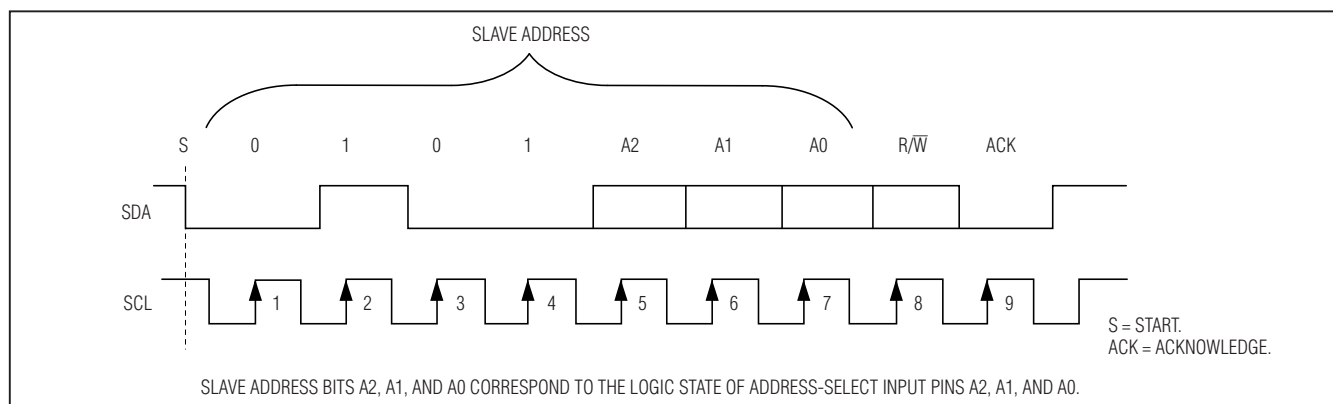 SLAVE ADDRESS
S 0 1 0 1 A2 A1 A0 R/W̅ ACK
SDA
SCL 1 2 3 4 5 6 7 8 9
S = START.
ACK = ACKNOWLEDGE.
SLAVE ADDRESS BITS A2, A1, AND A0 CORRESPOND TO THE LOGIC STATE OF ADDRESS-SELECT INPUT PINS A2, A1, AND A0.